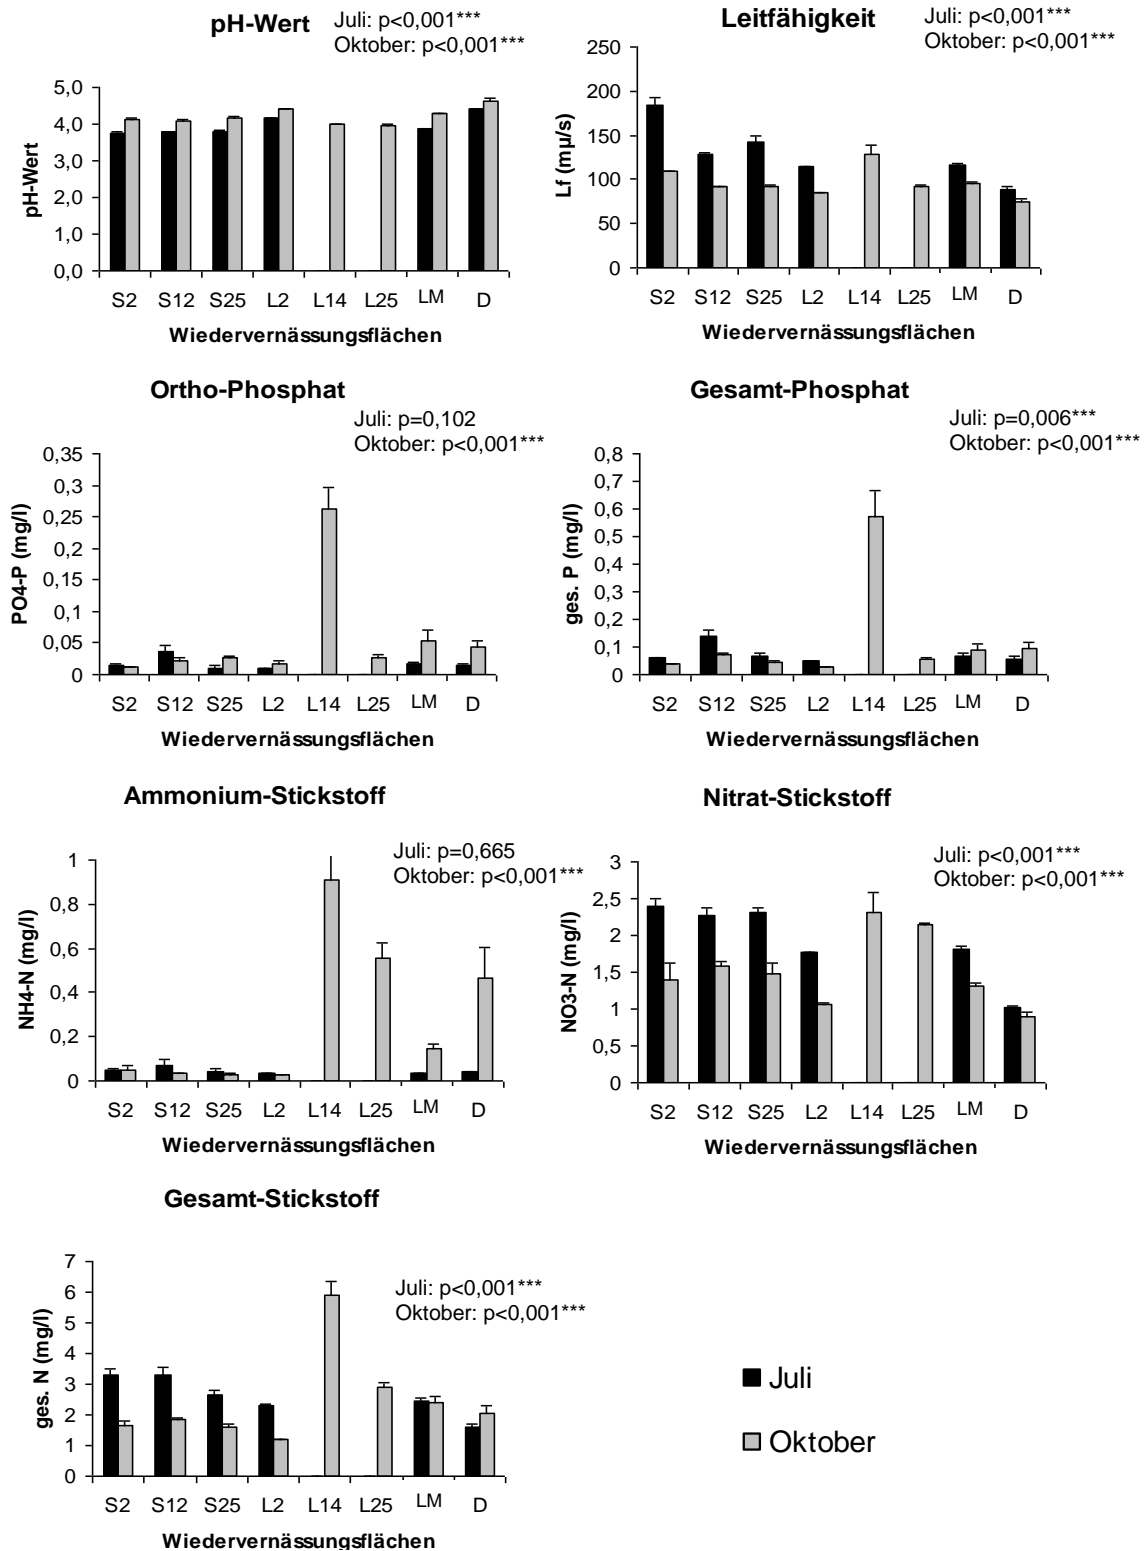 pH-Wert
Juli: p<0,001***
Oktober: p<0,001***
5,0
4,0
3,0
2,0
1,0
0,0
pH-Wert
S2 S12 S25 L2 L14 L25 LM D
Wiedervernässungsflächen
Leitfähigkeit
Juli: p<0,001***
Oktober: p<0,001***
250
200
150
100
50
0
Lf (mµ/s)
S2 S12 S25 L2 L14 L25 LM D
Wiedervernässungsflächen
Ortho-Phosphat
Juli: p=0,102
Oktober: p<0,001***
0,35
0,3
0,25
0,2
0,15
0,1
0,05
0
PO4-P (mg/l)
S2 S12 S25 L2 L14 L25 LM D
Wiedervernässungsflächen
Gesamt-Phosphat
Juli: p=0,006***
Oktober: p<0,001***
0,8
0,7
0,6
0,5
0,4
0,3
0,2
0,1
0
ges. P (mg/l)
S2 S12 S25 L2 L14 L25 LM D
Wiedervernässungsflächen
Ammonium-Stickstoff
Juli: p=0,665
Oktober: p<0,001***
1
0,8
0,6
0,4
0,2
0
NH4-N (mg/l)
S2 S12 S25 L2 L14 L25 LM D
Wiedervernässungsflächen
Nitrat-Stickstoff
Juli: p<0,001***
Oktober: p<0,001***
3
2,5
2
1,5
1
0,5
0
NO3-N (mg/l)
S2 S12 S25 L2 L14 L25 LM D
Wiedervernässungsflächen
Gesamt-Stickstoff
Juli: p<0,001***
Oktober: p<0,001***
7
6
5
4
3
2
1
0
ges. N (mg/l)
S2 S12 S25 L2 L14 L25 LM D
Wiedervernässungsflächen
Juli
Oktober